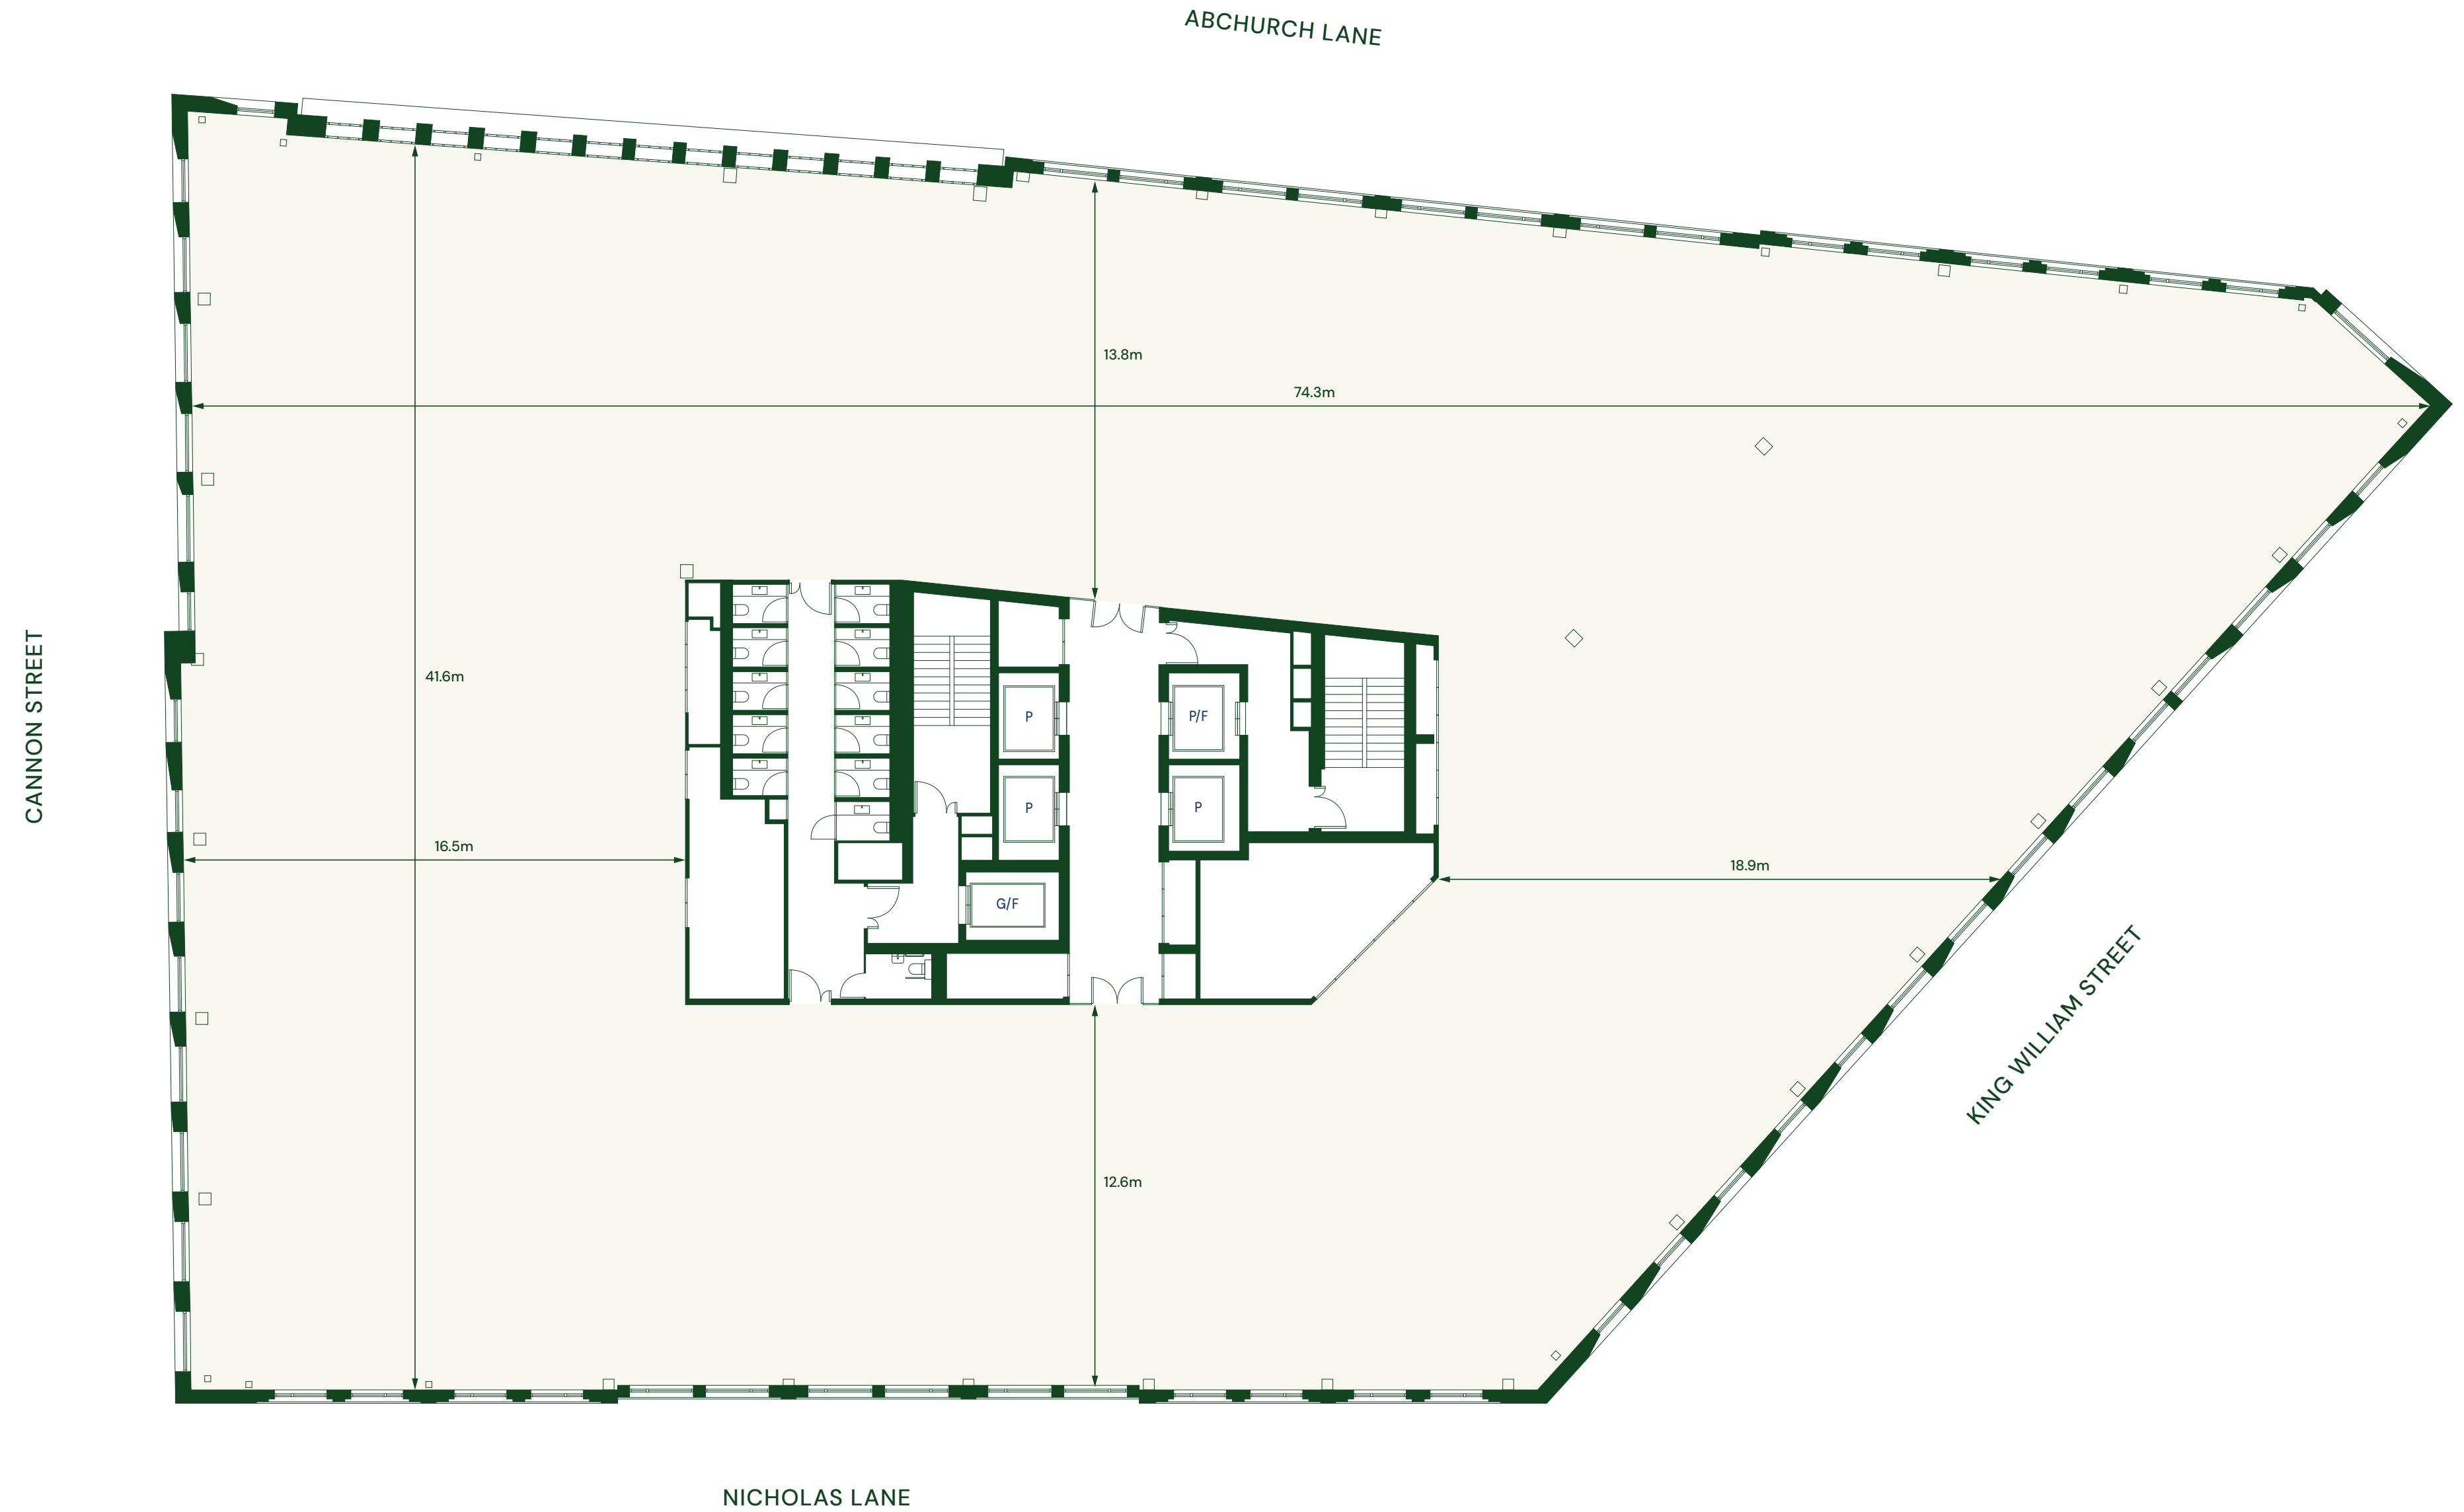 ABCHURCH LANE
13.8m
74.3m
41.6m
CANNON STREET
P
P/F
P
P
16.5m
18.9m
G/F
KING WILLIAM STREET
12.6m
NICHOLAS LANE